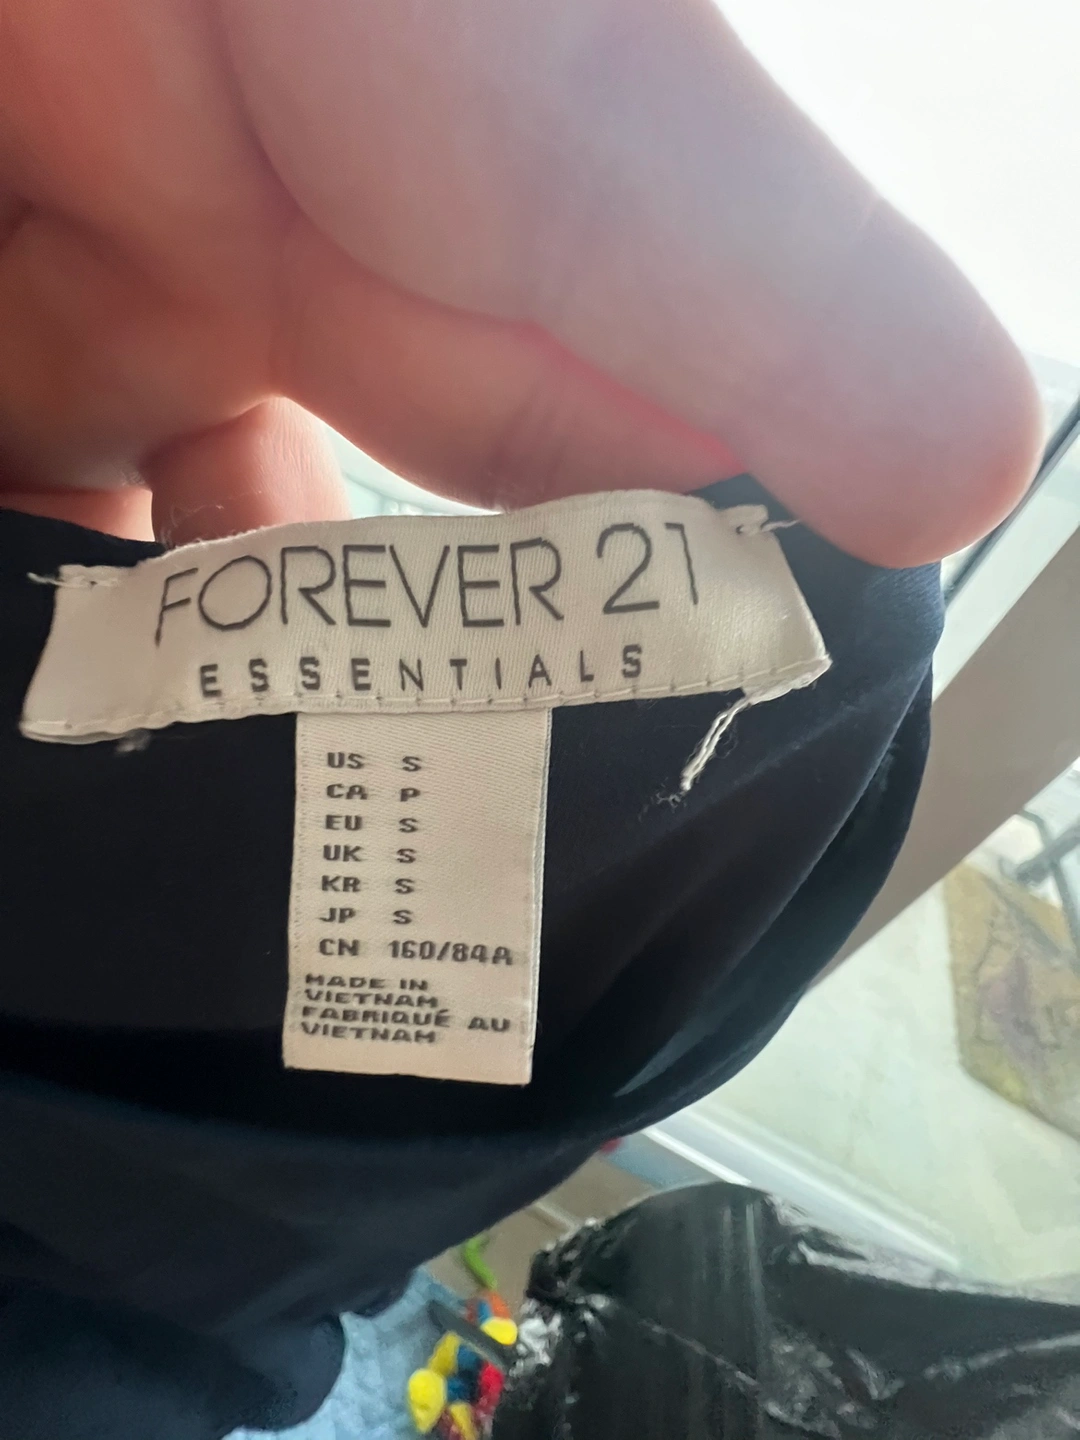 FOREVER 21
ESSENTIALS
US S
CA P
EU S
UK S
KR S
JP S
CN 160/84A
MADE IN
VIETNAM
FABRIQUÉ AU
VIETNAM